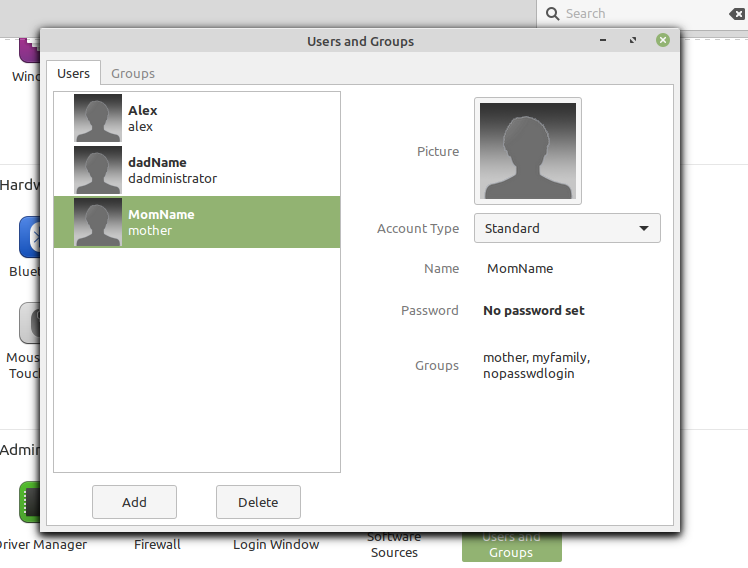 Search
Users and Groups
Users
Groups
Alex
alex
dadName
dadministrator
MomName
mother
Picture
Account Type
Standard
Name
MomName
Password
No password set
Groups
mother, myfamily,
nopasswdlogin
Add
Delete
Wind
Hardw
Bluet
Mous
Touc
Admin
Driver Manager
Firewall
Login Window
Software
Sources
Users and
Groups